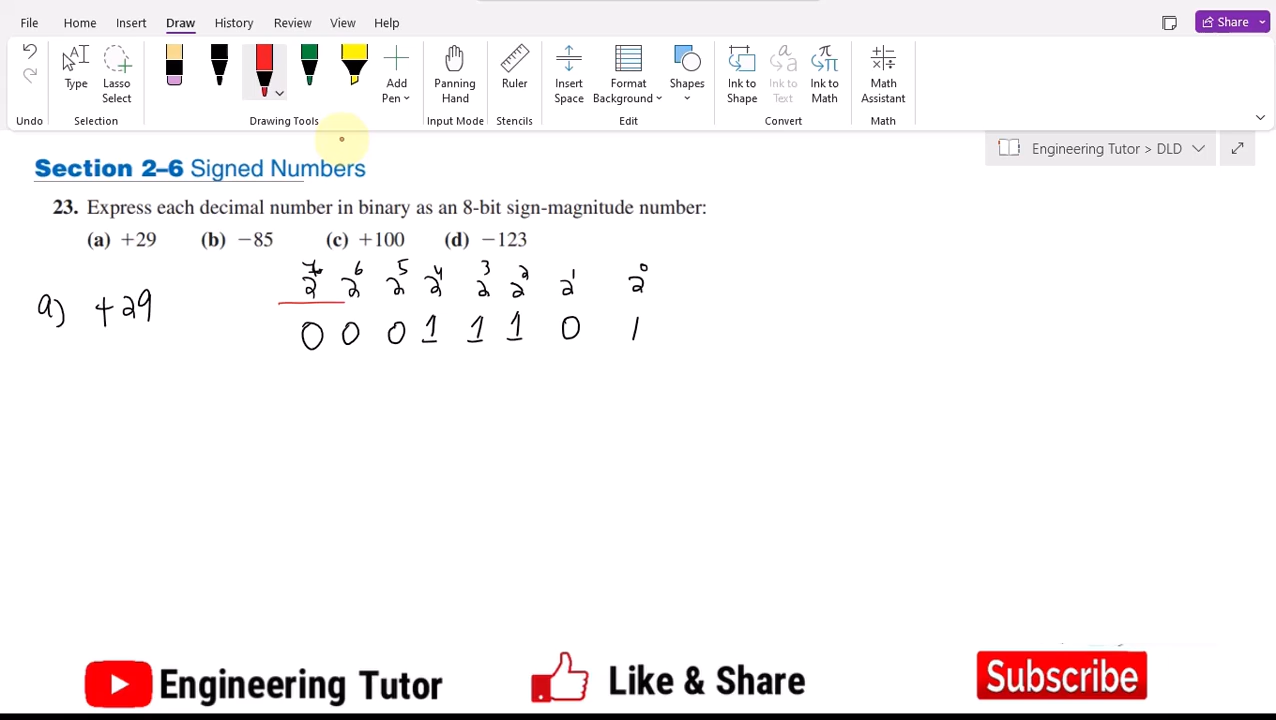 File Home Insert Draw History Review View Help Share
Type Lasso Select Add Pen Panning Hand Ruler Insert Space Format Background Shapes Ink to Shape Ink to Text Ink to Math Math Assistant
Undo Selection Drawing Tools Input Mode Stencils Edit Convert Math
Engineering Tutor > DLD
Section 2–6 Signed Numbers
23. Express each decimal number in binary as an 8-bit sign-magnitude number:
(a) +29 (b) −85 (c) +100 (d) −123
2⁷ 2⁶ 2⁵ 2⁴ 2³ 2² 2¹ 2⁰
a) +29
0 0 0 1 1 1 0 1
Engineering Tutor Like & Share Subscribe